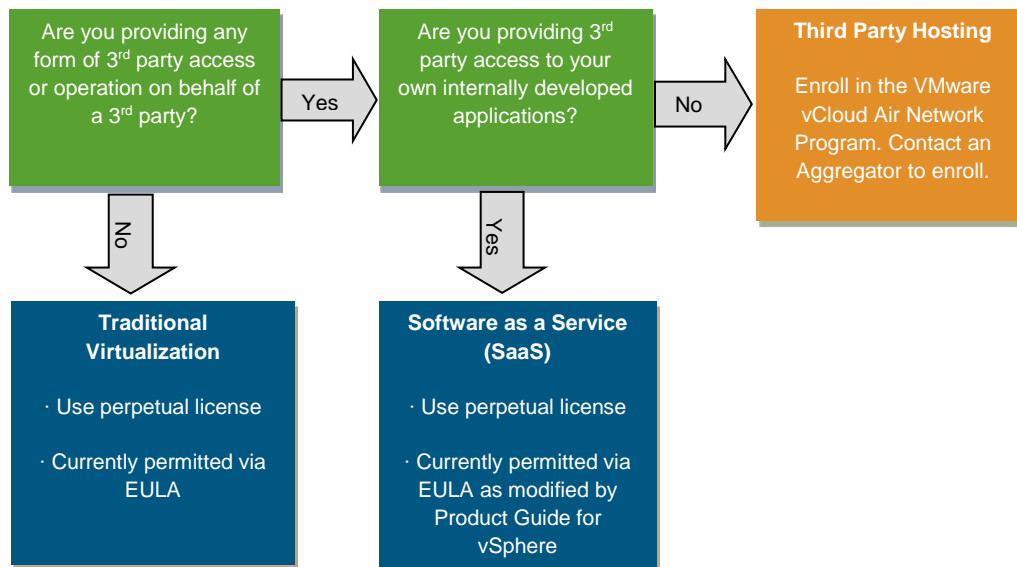 Are you providing any
form of 3rd party access
or operation on behalf of
a 3rd party?
Yes
Are you providing 3rd
party access to your
own internally developed
applications?
No
Third Party Hosting
Enroll in the VMware
vCloud Air Network
Program. Contact an
Aggregator to enroll.
No
Yes
Traditional
Virtualization
· Use perpetual license
· Currently permitted via
EULA
Software as a Service
(SaaS)
· Use perpetual license
· Currently permitted via
EULA as modified by
Product Guide for
vSphere